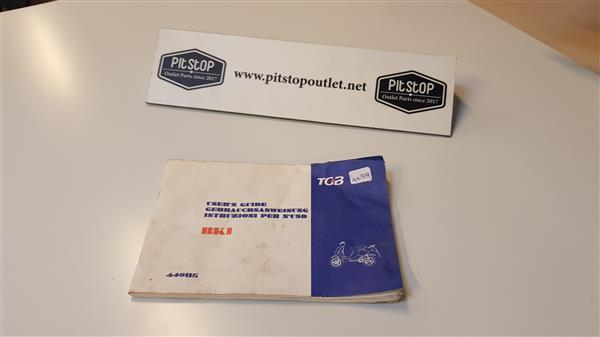 PitStop
Outlet Parts since 2017
www.pitstopoutlet.net
PitStop
Outlet Parts since 2017
TGB
USER'S GUIDE
GEBRAUCHSANWEISUNG
ISTRUZIONI PER N'USO
BK1